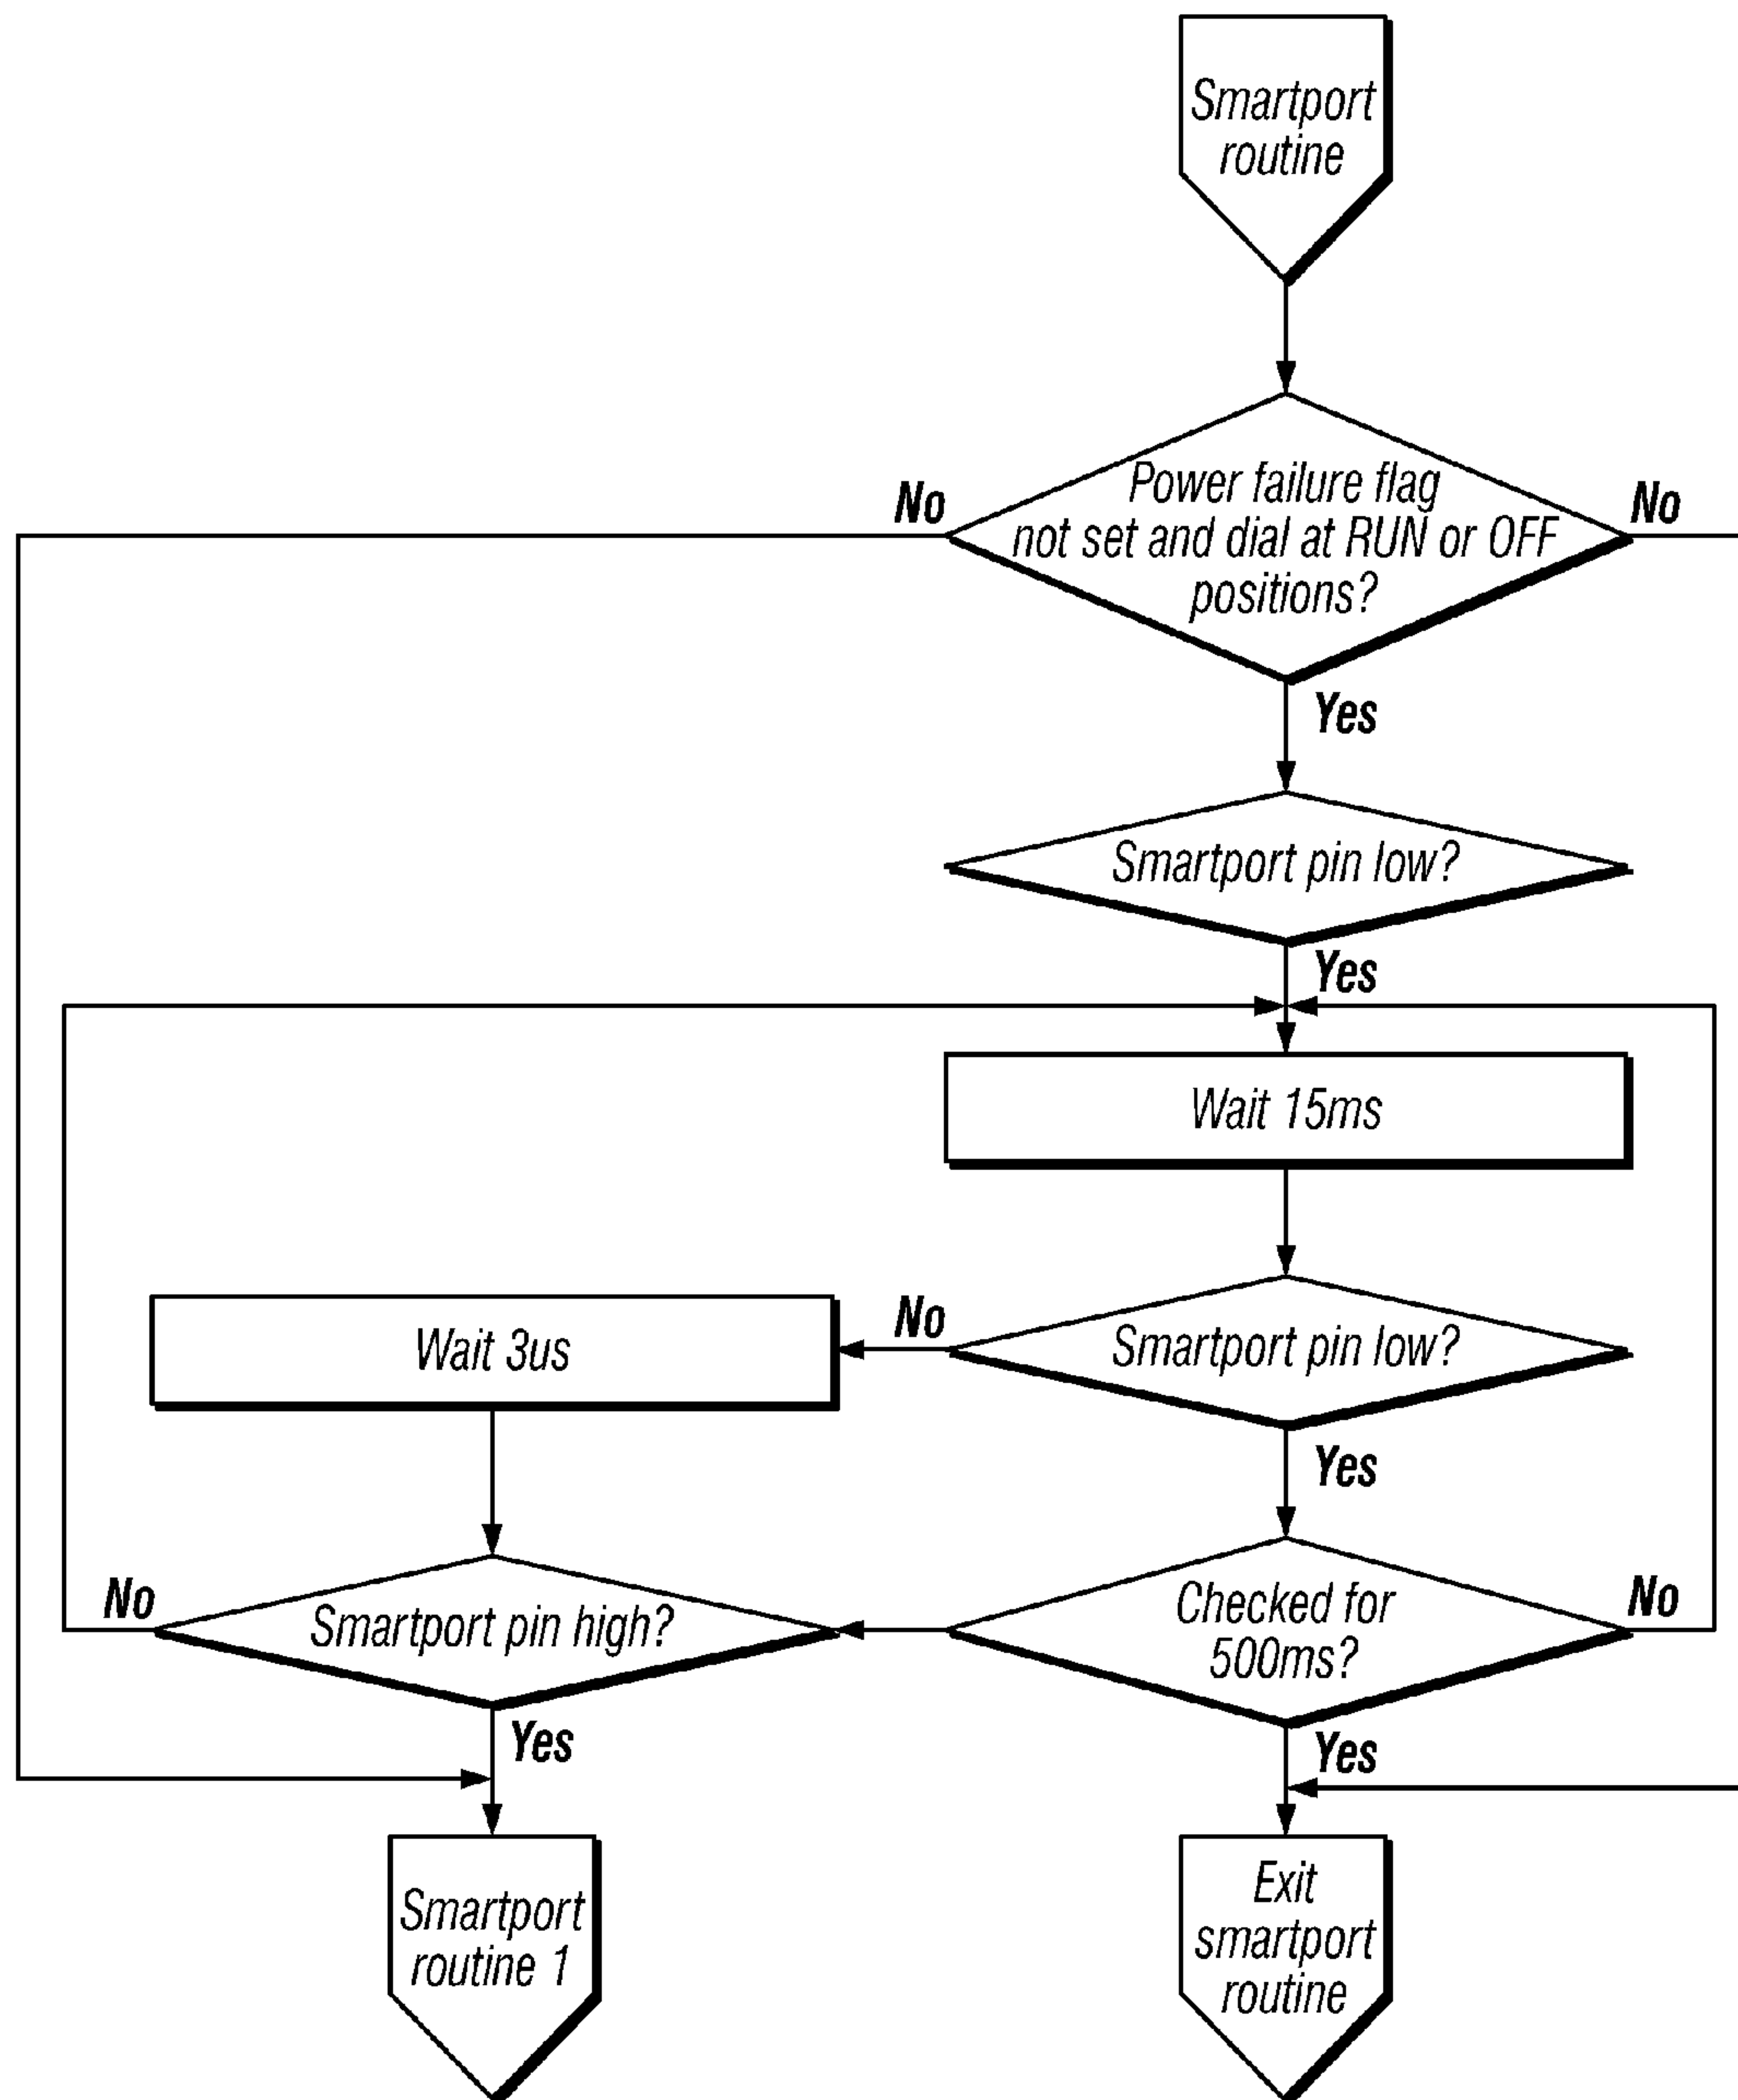 Smartport
routine
Power failure flag
No
No
not set and dial at RUN or OFF
positions?
Yes
Smartport pin low?
Yes
Wait 15ms
Wait 3us
No
Smartport pin low?
Yes
No
Smartport pin high?
Checked for
500ms?
No
Yes
Yes
Smartport
routine 1
Exit
smartport
routine